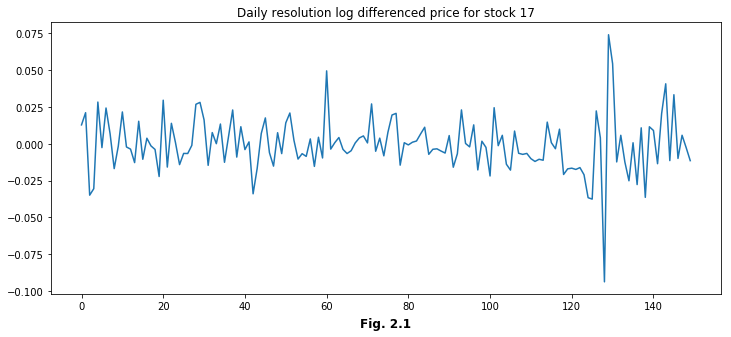 Daily resolution log differenced price for stock 17
0.075
0.050
0.025
0.000
−0.025
−0.050
−0.075
−0.100
0 20 40 60 80 100 120 140
Fig. 2.1